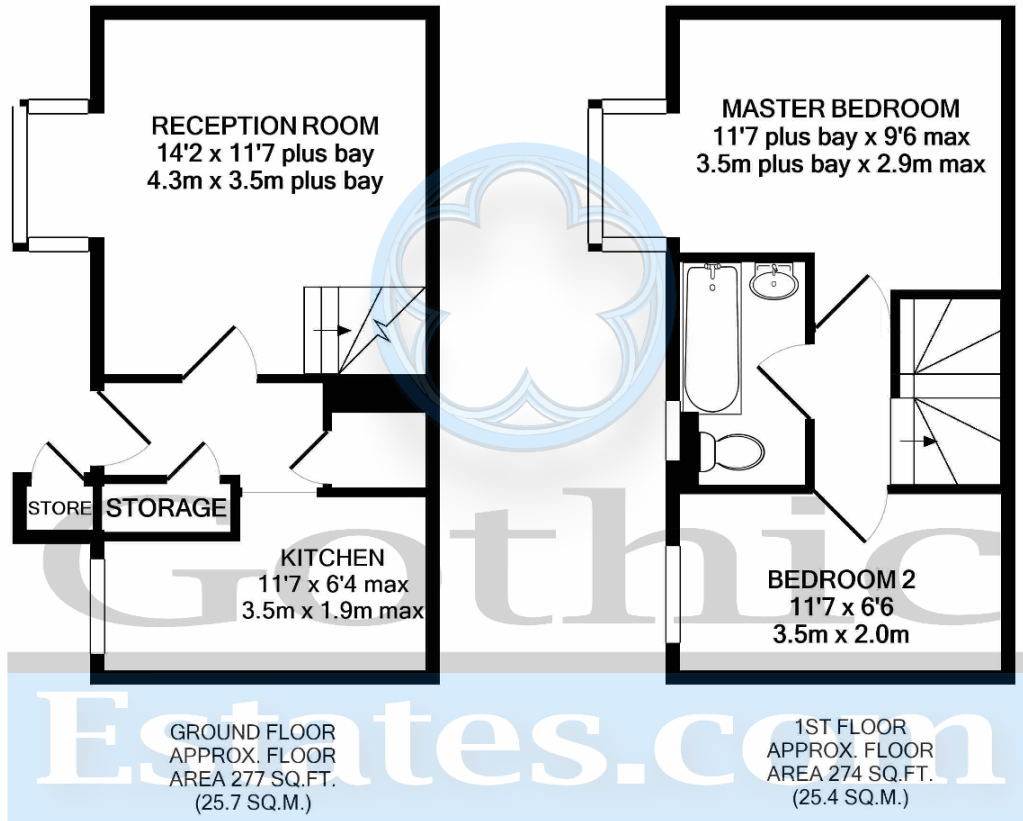 RECEPTION ROOM
14'2 x 11'7 plus bay
4.3m x 3.5m plus bay
STORE
STORAGE
KITCHEN
11'7 x 6'4 max
3.5m x 1.9m max
GROUND FLOOR
APPROX. FLOOR
AREA 277 SQ.FT.
(25.7 SQ.M.)
MASTER BEDROOM
11'7 plus bay x 9'6 max
3.5m plus bay x 2.9m max
BEDROOM 2
11'7 x 6'6
3.5m x 2.0m
1ST FLOOR
APPROX. FLOOR
AREA 274 SQ.FT.
(25.4 SQ.M.)
Gothic
Estates.com